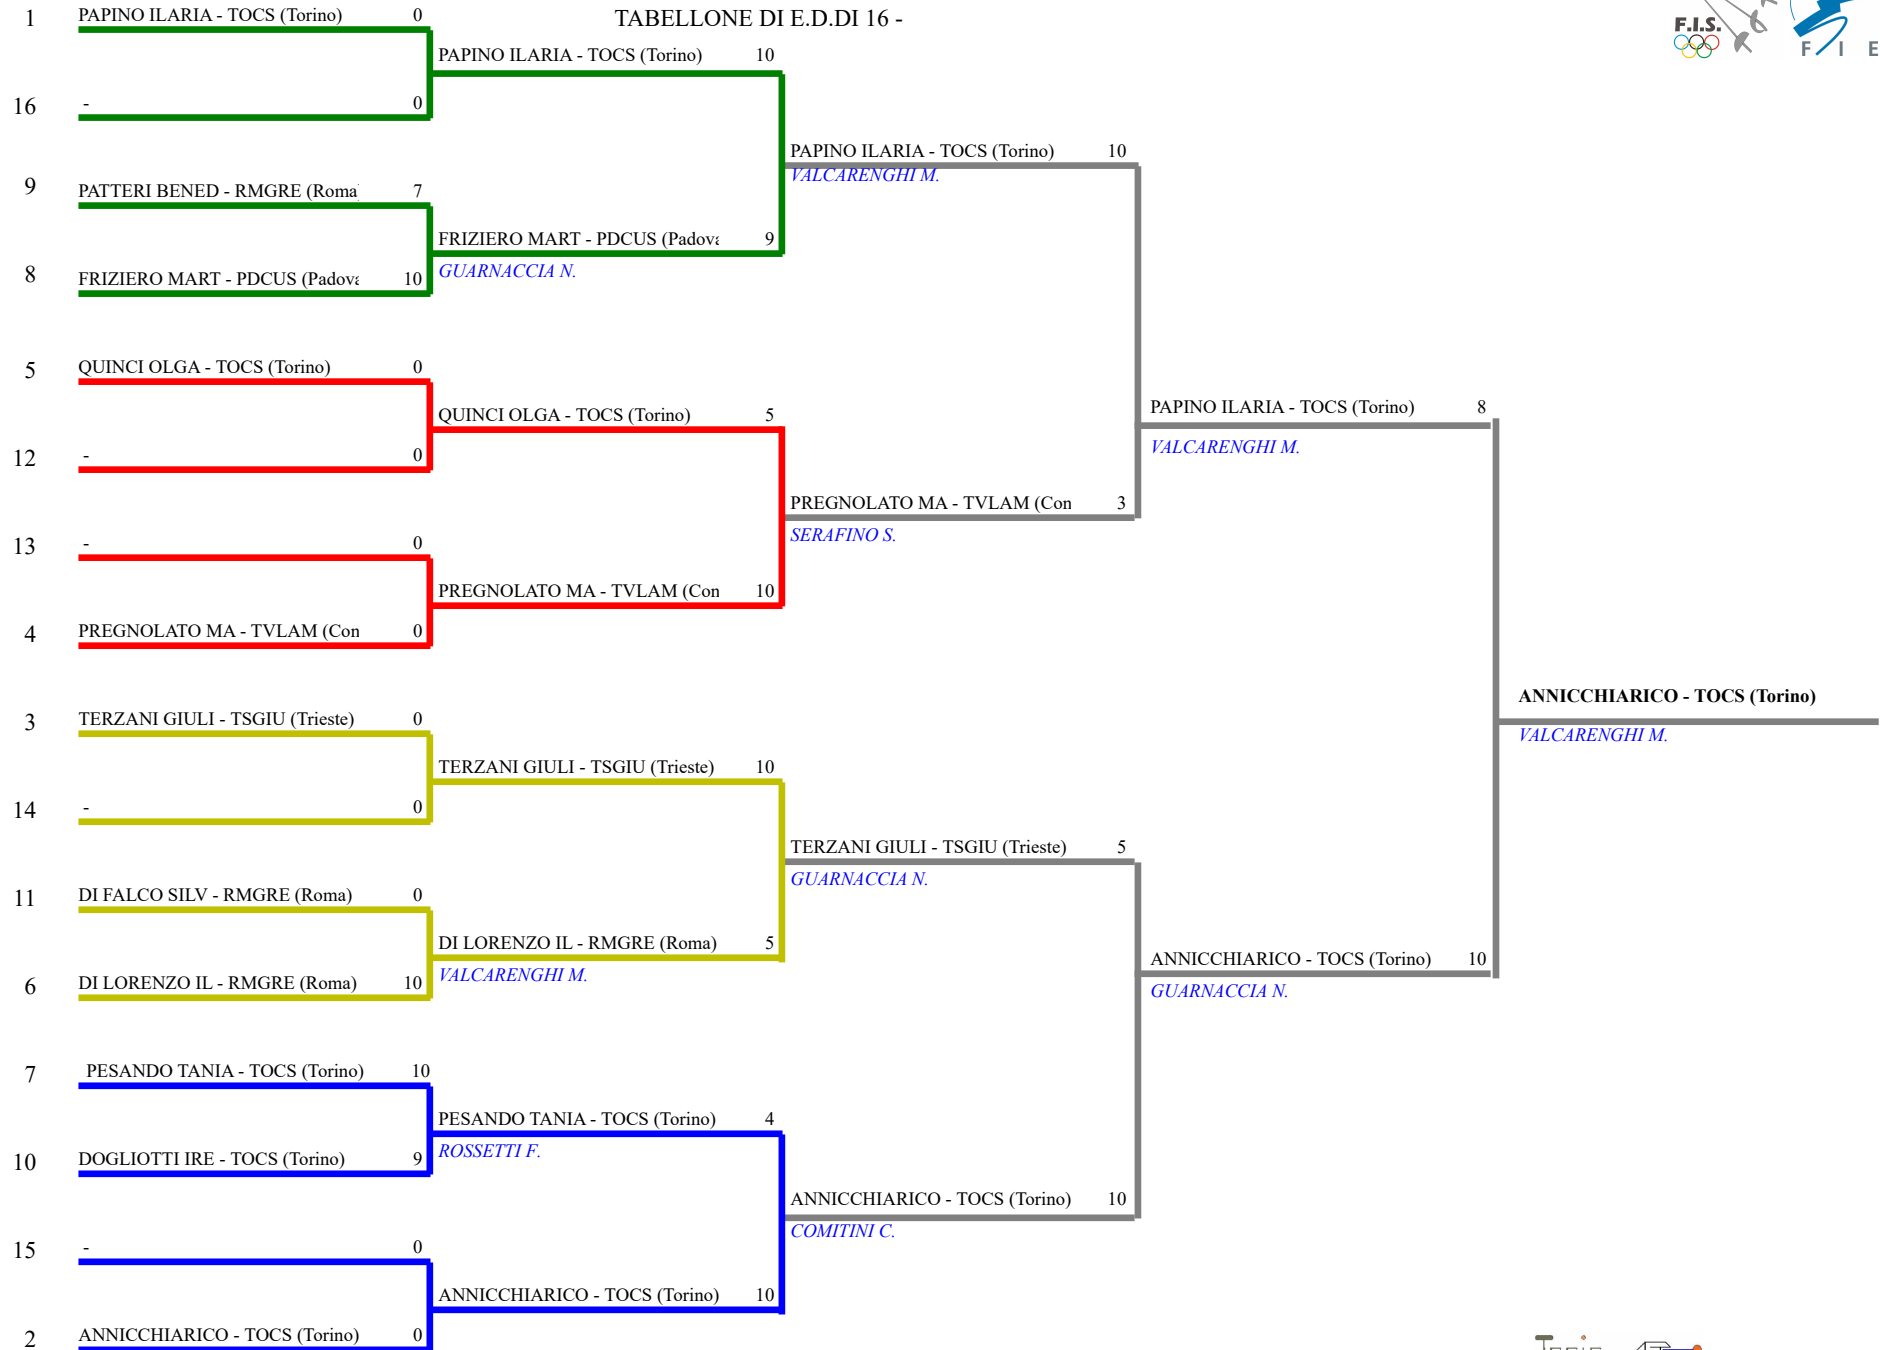 TABELLONE DI E.D.DI 16 -
F.I.S.
F I E
1 PAPINO ILARIA - TOCS (Torino) 0
PAPINO ILARIA - TOCS (Torino) 10
16 - 0
PAPINO ILARIA - TOCS (Torino) 10
VALCARENGHI M.
9 PATTERI BENED - RMGRE (Roma 7
FRIZIERO MART - PDCUS (Padova 9
GUARNACCIA N.
8 FRIZIERO MART - PDCUS (Padova 10
5 QUINCI OLGA - TOCS (Torino) 0
PAPINO ILARIA - TOCS (Torino) 8
VALCARENGHI M.
QUINCI OLGA - TOCS (Torino) 5
12 - 0
PREGNOLATO MA - TVLAM (Con 3
SERAFINO S.
13 - 0
PREGNOLATO MA - TVLAM (Con 10
4 PREGNOLATO MA - TVLAM (Con 0
ANNICCHIARICO - TOCS (Torino)
VALCARENGHI M.
3 TERZANI GIULI - TSGIU (Trieste) 0
TERZANI GIULI - TSGIU (Trieste) 10
14 - 0
TERZANI GIULI - TSGIU (Trieste) 5
GUARNACCIA N.
11 DI FALCO SILV - RMGRE (Roma) 0
DI LORENZO IL - RMGRE (Roma) 5
VALCARENGHI M.
ANNICCHIARICO - TOCS (Torino) 10
GUARNACCIA N.
6 DI LORENZO IL - RMGRE (Roma) 10
7 PESANDO TANIA - TOCS (Torino) 10
PESANDO TANIA - TOCS (Torino) 4
ROSSETTI F.
10 DOGLIOTTI IRE - TOCS (Torino) 9
ANNICCHIARICO - TOCS (Torino) 10
COMITINI C.
15 - 0
ANNICCHIARICO - TOCS (Torino) 10
2 ANNICCHIARICO - TOCS (Torino) 0